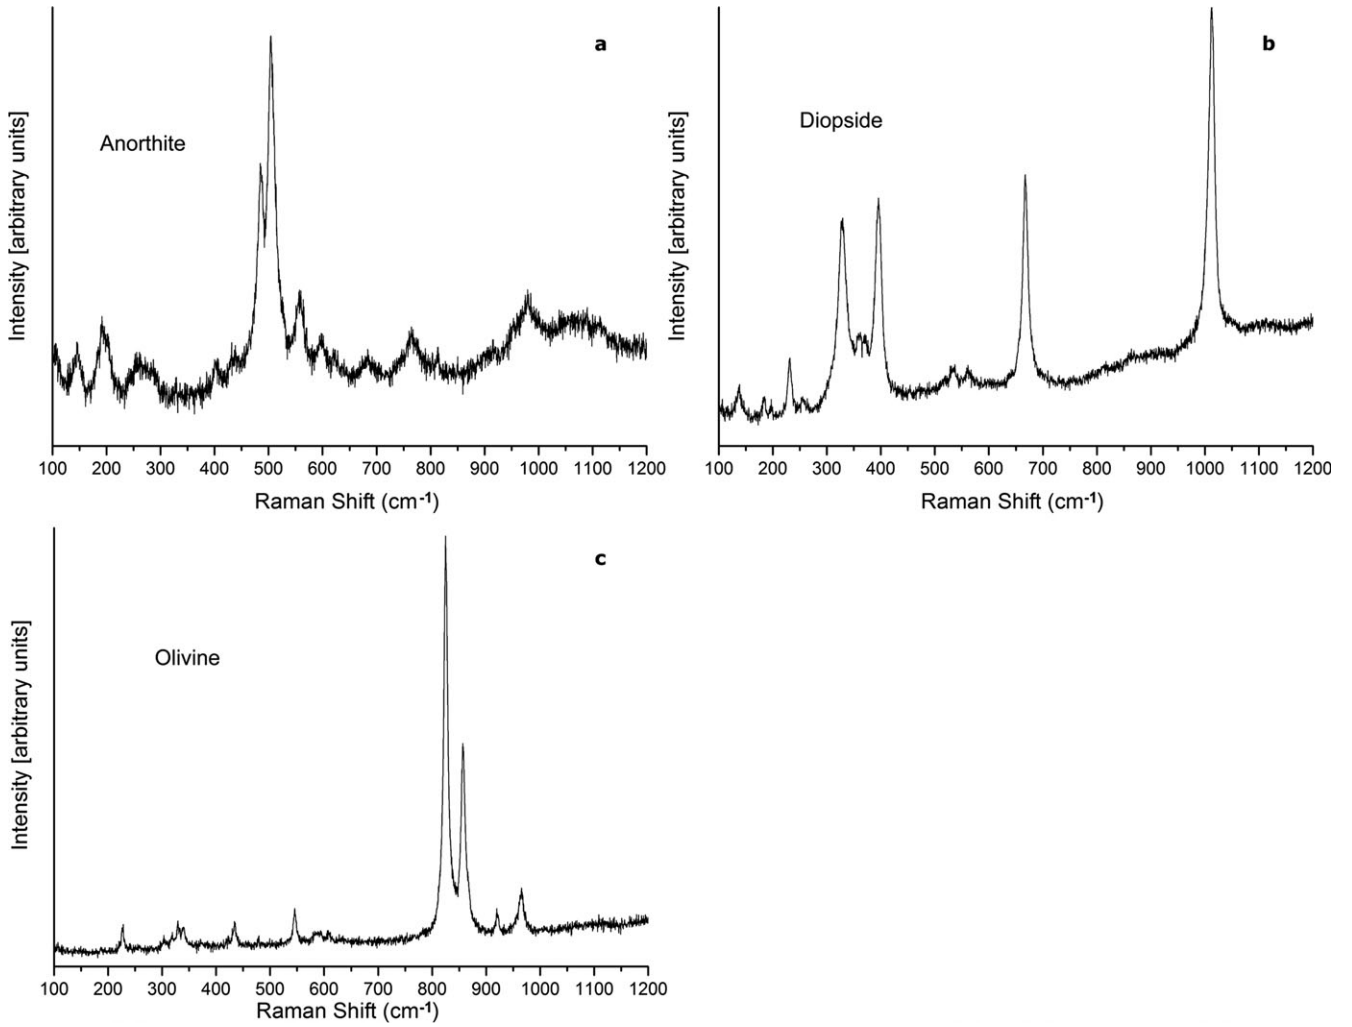 a
Anorthite
Intensity [arbitrary units]
100 200 300 400 500 600 700 800 900 1000 1100 1200
Raman Shift (cm-1)
b
Diopside
Intensity [arbitrary units]
100 200 300 400 500 600 700 800 900 1000 1100 1200
Raman Shift (cm-1)
c
Olivine
Intensity [arbitrary units]
100 200 300 400 500 600 700 800 900 1000 1100 1200
Raman Shift (cm-1)